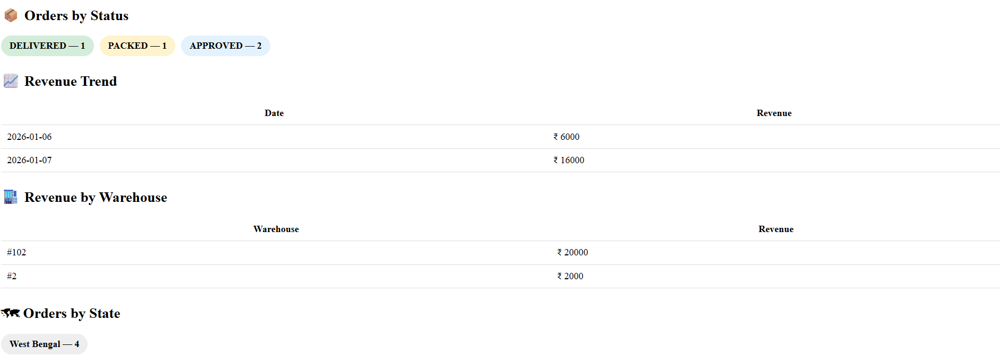 Orders by Status
DELIVERED — 1 PACKED — 1 APPROVED — 2
Revenue Trend
Date Revenue
2026-01-06 ₹ 6000
2026-01-07 ₹ 16000
Revenue by Warehouse
Warehouse Revenue
#102 ₹ 20000
#2 ₹ 2000
Orders by State
West Bengal — 4